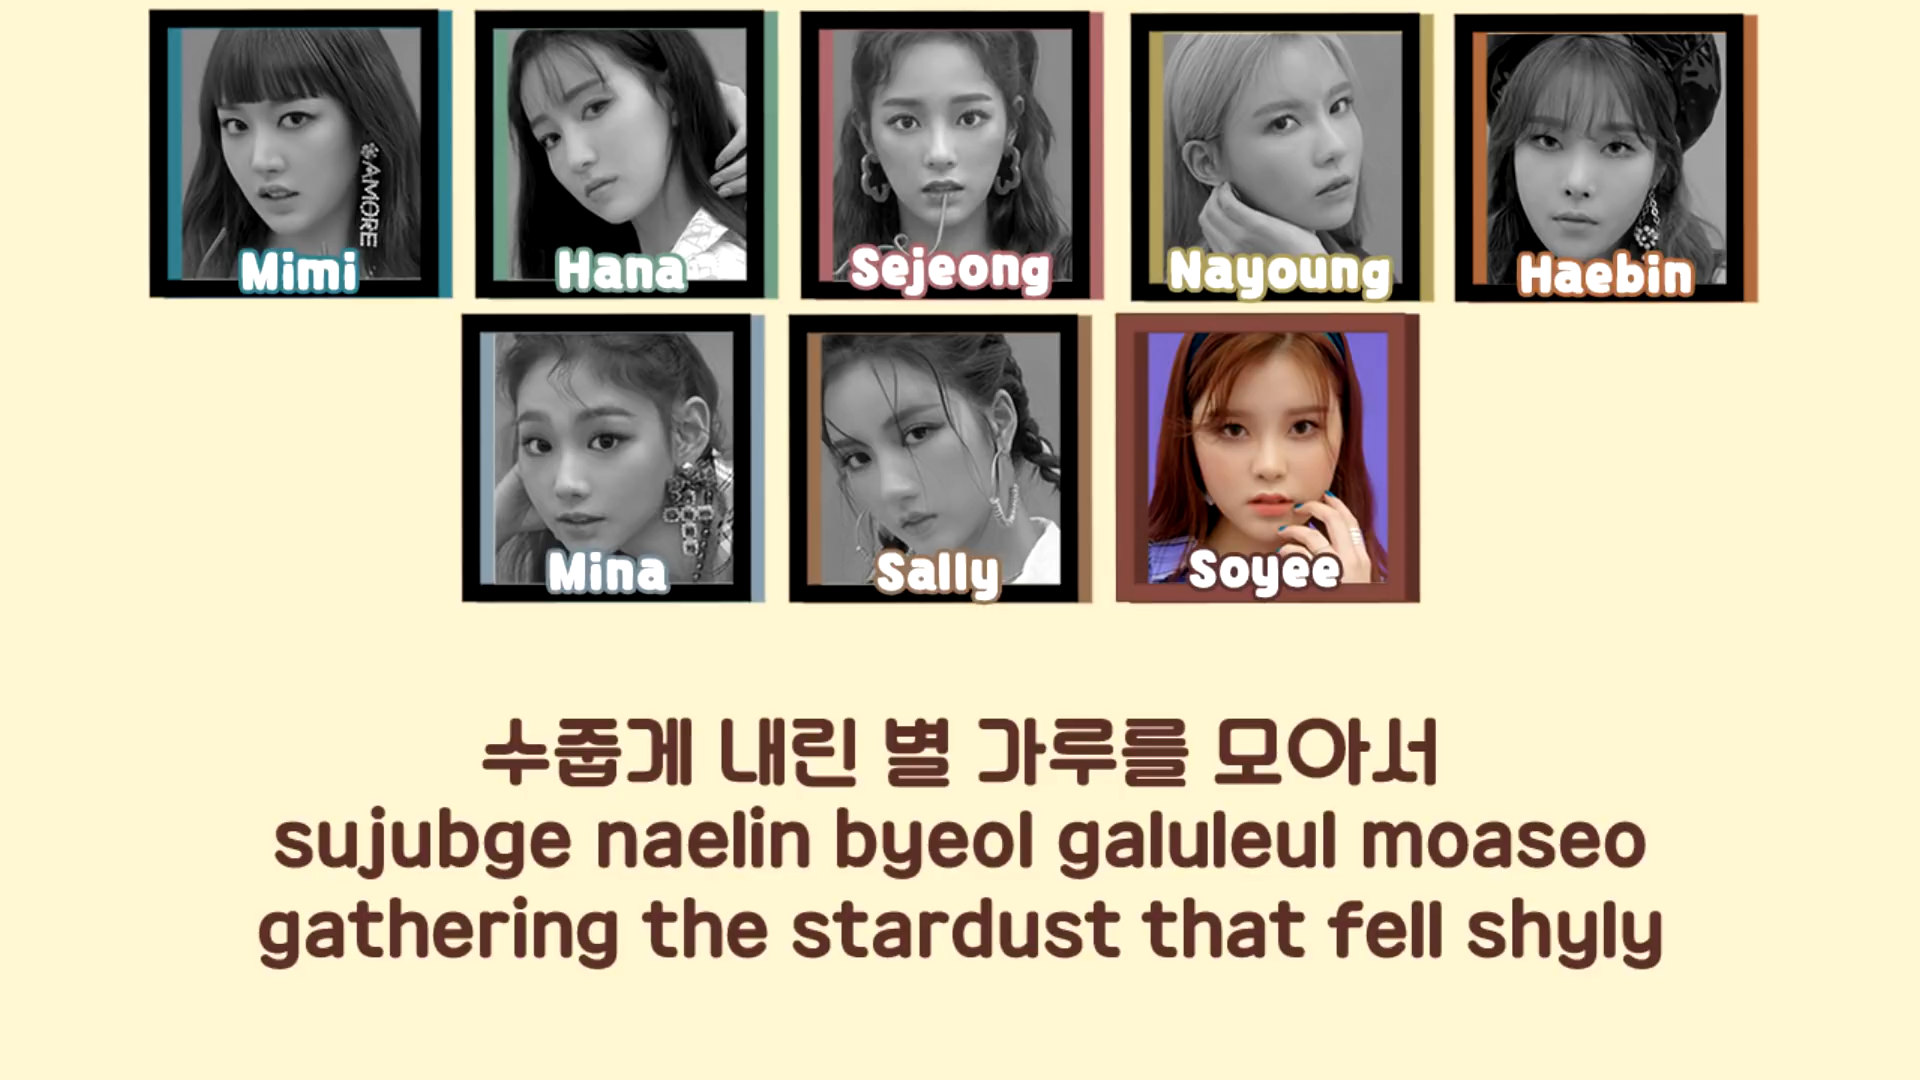 AMORE
Mimi
Hana
Sejeong
Nayoung
Haebin
Mina
Sally
Soyee
수줍게 내린 별 가루를 모아서
sujubge naelin byeol galuleul moaseo
gathering the stardust that fell shyly